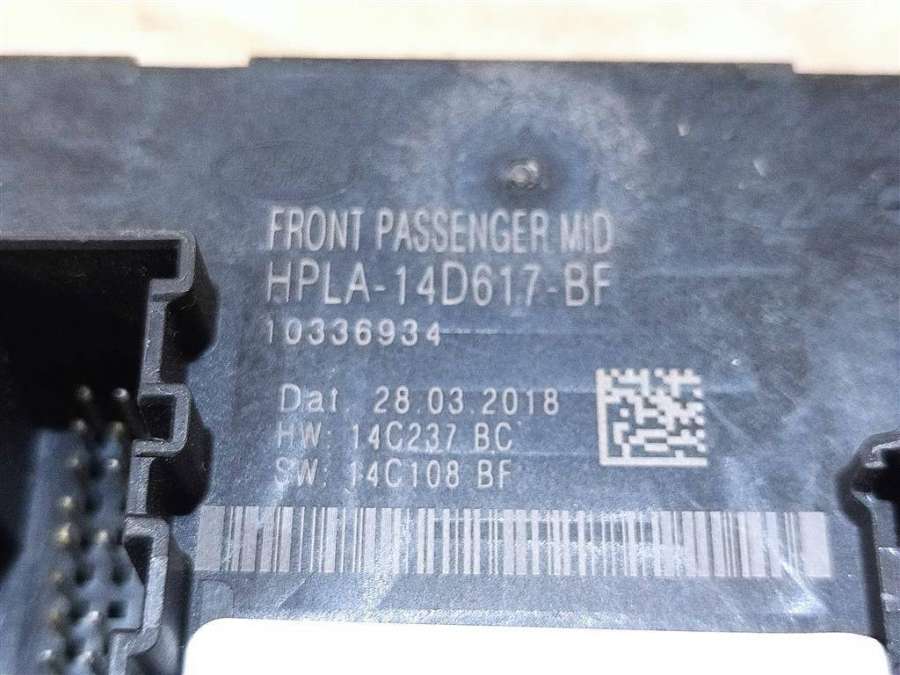 FRONT PASSENGER MID
HPLA-14D617-BF
10336934
Dat. 28.03.2018
HW: 14C237 BC
SW: 14C108 BF